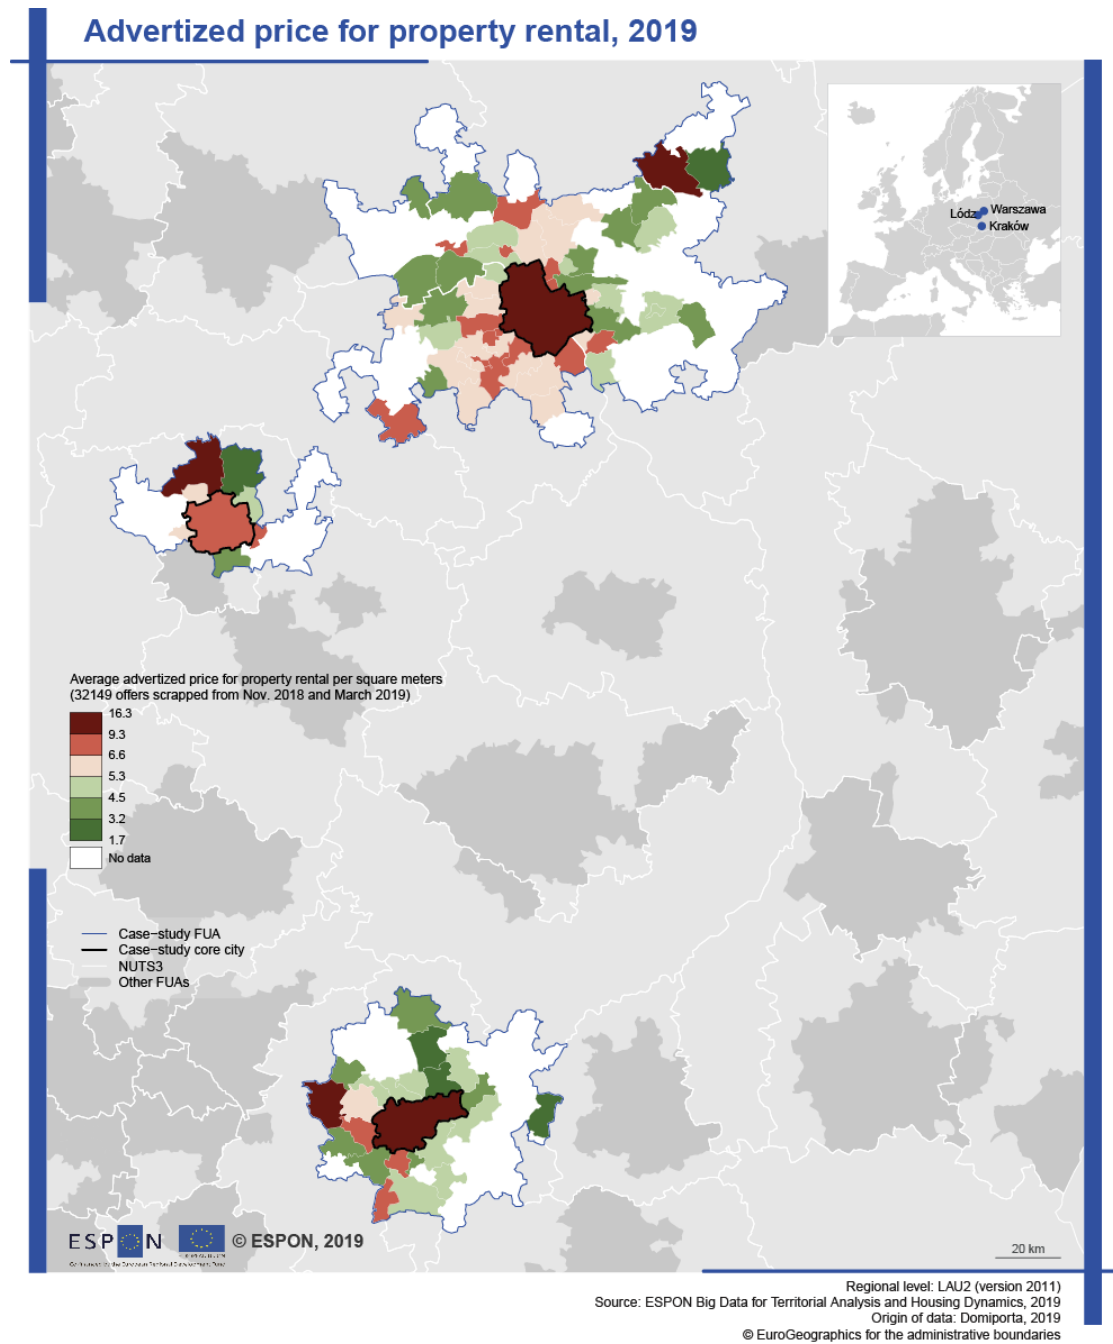 Advertized price for property rental, 2019
Lódz
Warszawa
Kraków
Average advertized price for property rental per square meters
(32149 offers scrapped from Nov. 2018 and March 2019)
16.3
9.3
6.6
5.3
4.5
3.2
1.7
No data
Case-study FUA
Case-study core city
NUTS3
Other FUAs
ESPON
© ESPON, 2019
20 km
Regional level: LAU2 (version 2011)
Source: ESPON Big Data for Territorial Analysis and Housing Dynamics, 2019
Origin of data: Domiporta, 2019
© EuroGeographics for the administrative boundaries